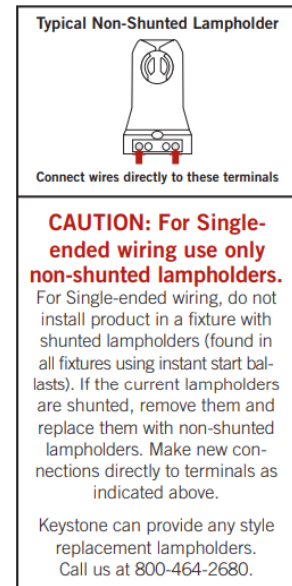 Typical Non-Shunted Lampholder
Connect wires directly to these terminals
CAUTION: For Single-
ended wiring use only
non-shunted lampholders.
For Single-ended wiring, do not
install product in a fixture with
shunted lampholders (found in
all fixtures using instant start bal-
lasts). If the current lampholders
are shunted, remove them and
replace them with non-shunted
lampholders. Make new con-
nections directly to terminals as
indicated above.
Keystone can provide any style
replacement lampholders.
Call us at 800-464-2680.